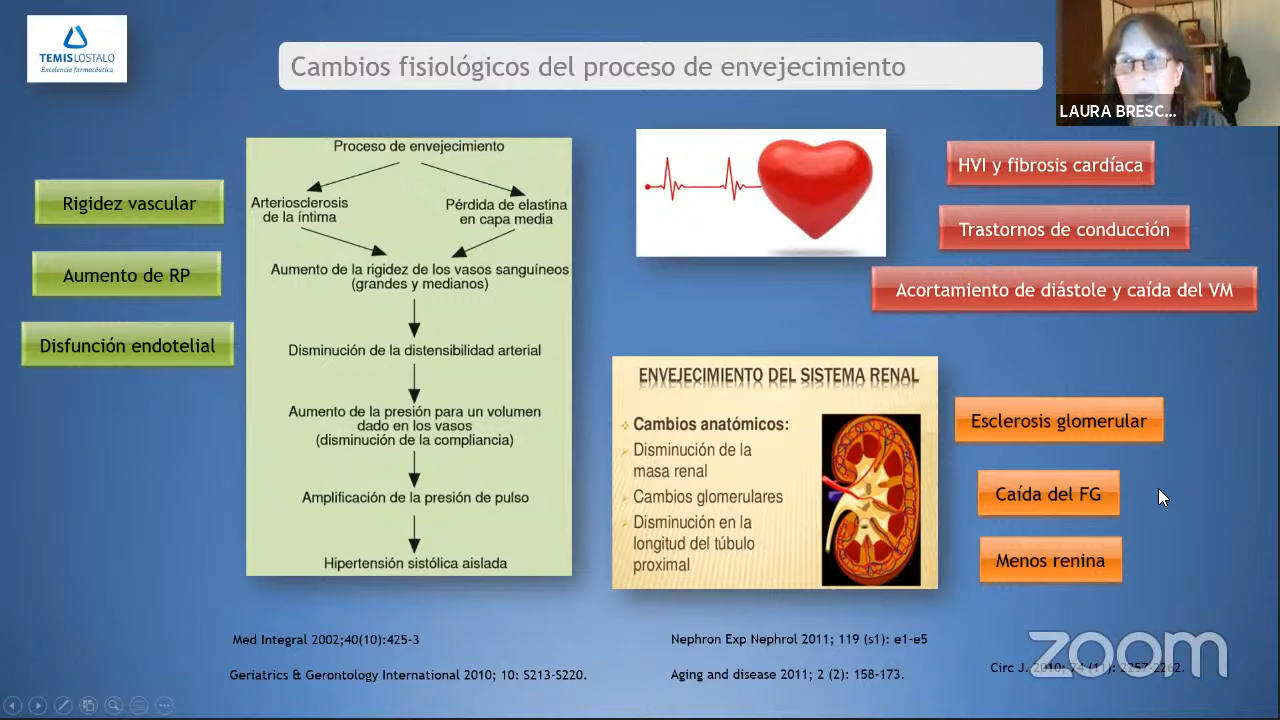 TEMISLOSTALO
Excelencia farmacéutica
Cambios fisiológicos del proceso de envejecimiento
LAURA BRESC...
Rigidez vascular
Aumento de RP
Disfunción endotelial
Proceso de envejecimiento
Arteriosclerosis
de la íntima
Pérdida de elastina
en capa media
Aumento de la rigidez de los vasos sanguíneos
(grandes y medianos)
Disminución de la distensibilidad arterial
Aumento de la presión para un volumen
dado en los vasos
(disminución de la compliancia)
Amplificación de la presión de pulso
Hipertensión sistólica aislada
HVI y fibrosis cardíaca
Trastornos de conducción
Acortamiento de diástole y caída del VM
ENVEJECIMIENTO DEL SISTEMA RENAL
Cambios anatómicos:
Disminución de la
masa renal
Cambios glomerulares
Disminución en la
longitud del túbulo
proximal
Esclerosis glomerular
Caída del FG
Menos renina
Med Integral 2002;40(10):425-3
Geriatrics & Gerontology International 2010; 10: S213-S220.
Nephron Exp Nephrol 2011; 119 (s1): e1-e5
Aging and disease 2011; 2 (2): 158-173.
Circ J. 2010; 74 (11): 2257-2262.
zoom